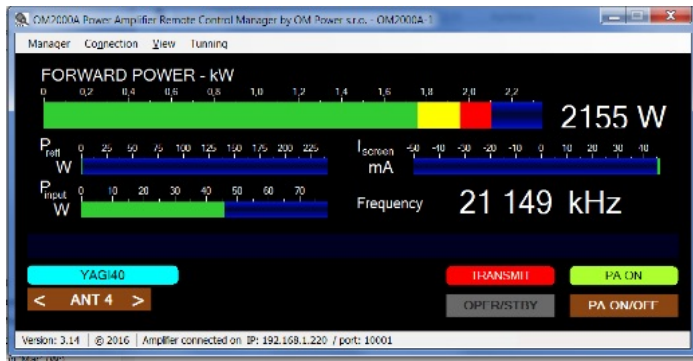 OM2000A Power Amplifier Remote Control Manager by OM Power s.r.o. - OM2000A-1
Manager Connection View Tunning
FORWARD POWER - kW
0 0,2 0,4 0,6 0,8 1,0 1,2 1,4 1,6 1,8 2,0 2,2
2155 W
Prefl W 0 25 50 75 100 125 150 175 200 225
Iscreen mA -50 -40 -30 -20 -10 0 10 20 30 40
Pinput W 0 10 20 30 40 50 60 70
Frequency 21 149 kHz
YAGI40 TRANSMIT PA ON
< ANT 4 > OPER/STBY PA ON/OFF
Version: 3.14 @ 2016 Amplifier connected on IP: 192.168.1.220 / port: 10001